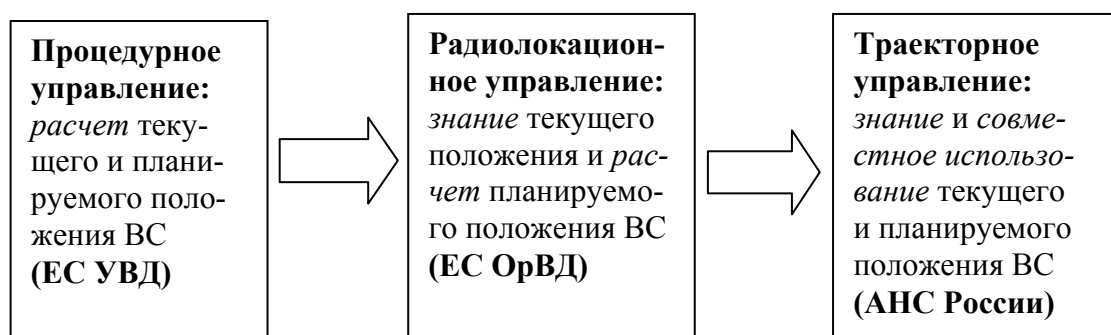 Процедурное
управление:
расчет теку-
щего и плани-
руемого поло-
жения ВС
(ЕС УВД)
Радиолокацион-
ное управление:
знание текущего
положения и рас-
чет планируемо-
го положения ВС
(ЕС ОрВД)
Траекторное
управление:
знание и совме-
стное использо-
вание текущего
и планируемого
положения ВС
(АНС России)